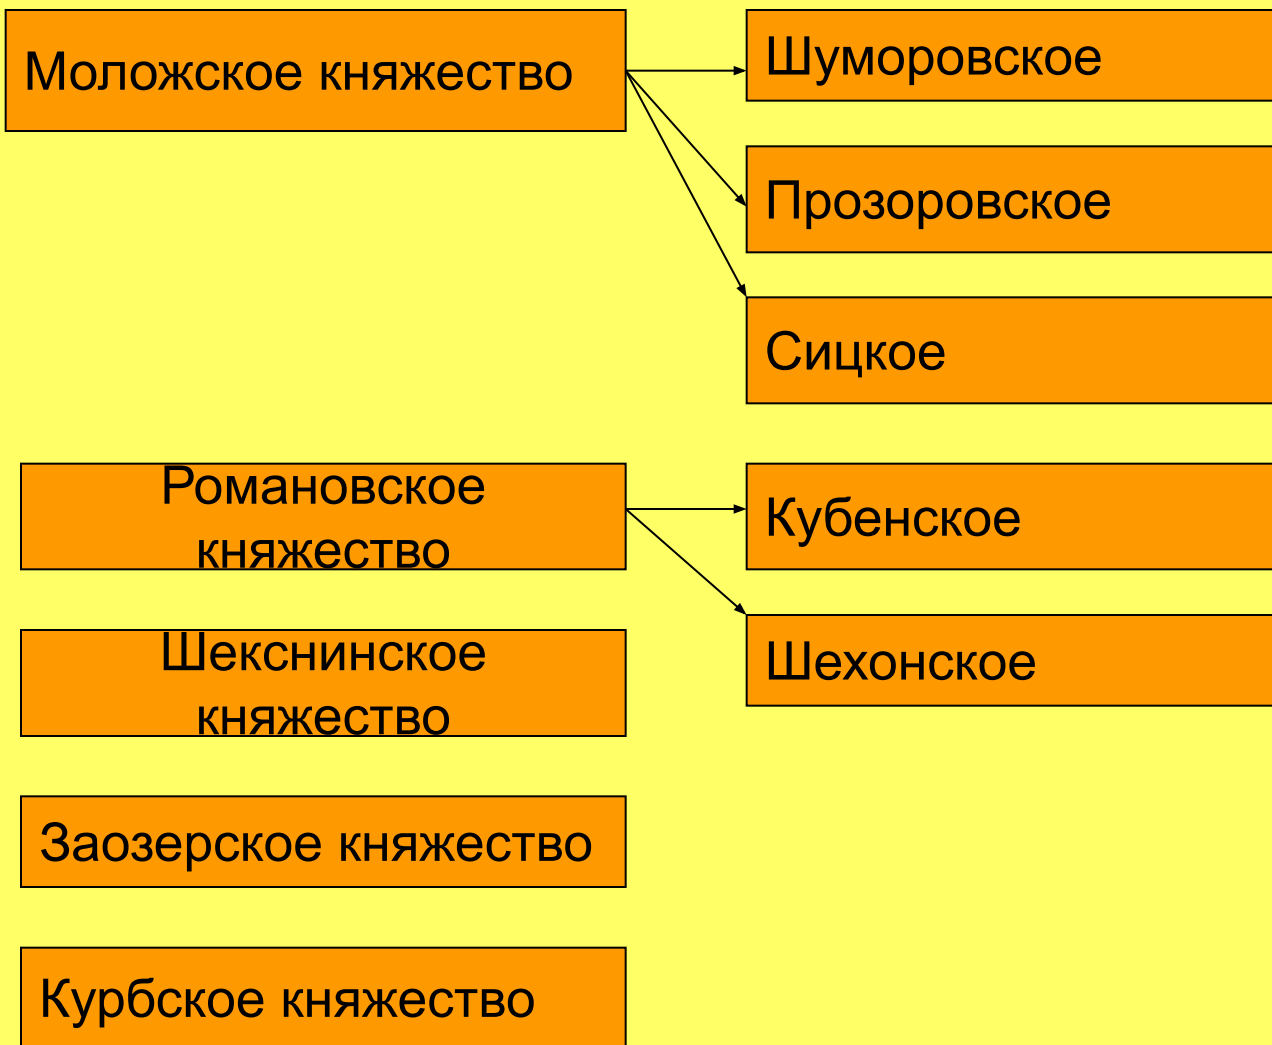 Моложское княжество
Шуморовское
Прозоровское
Сицкое
Романовское
княжество
Кубенское
Шехонское
Шекснинское
княжество
Заозерское княжество
Курбское княжество